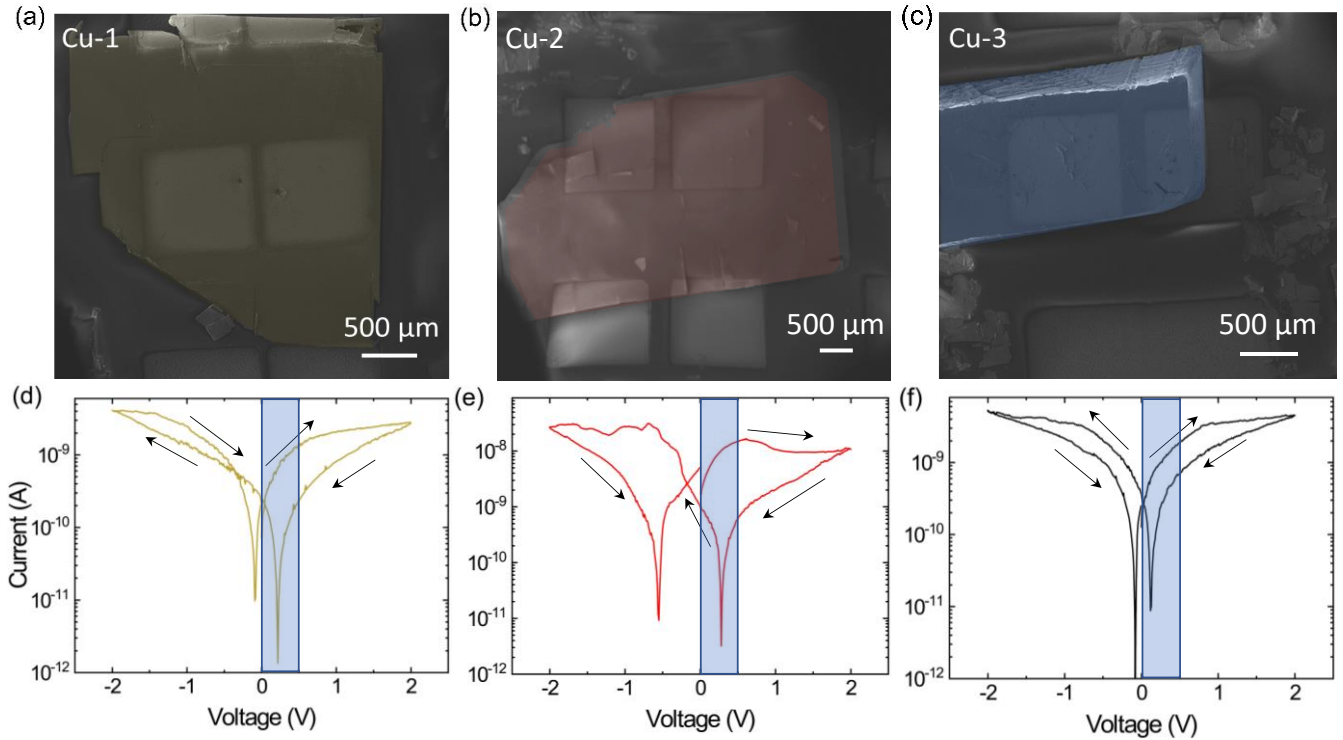 (a)
Cu-1
500 µm
(b)
Cu-2
500 µm
(c)
Cu-3
500 µm
(d)
Current (A)
10⁻⁹
10⁻¹⁰
10⁻¹¹
10⁻¹²
-2 -1 0 1 2
Voltage (V)
(e)
10⁻⁸
10⁻⁹
10⁻¹⁰
10⁻¹¹
10⁻¹²
-2 -1 0 1 2
Voltage (V)
(f)
10⁻⁹
10⁻¹⁰
10⁻¹¹
10⁻¹²
-2 -1 0 1 2
Voltage (V)